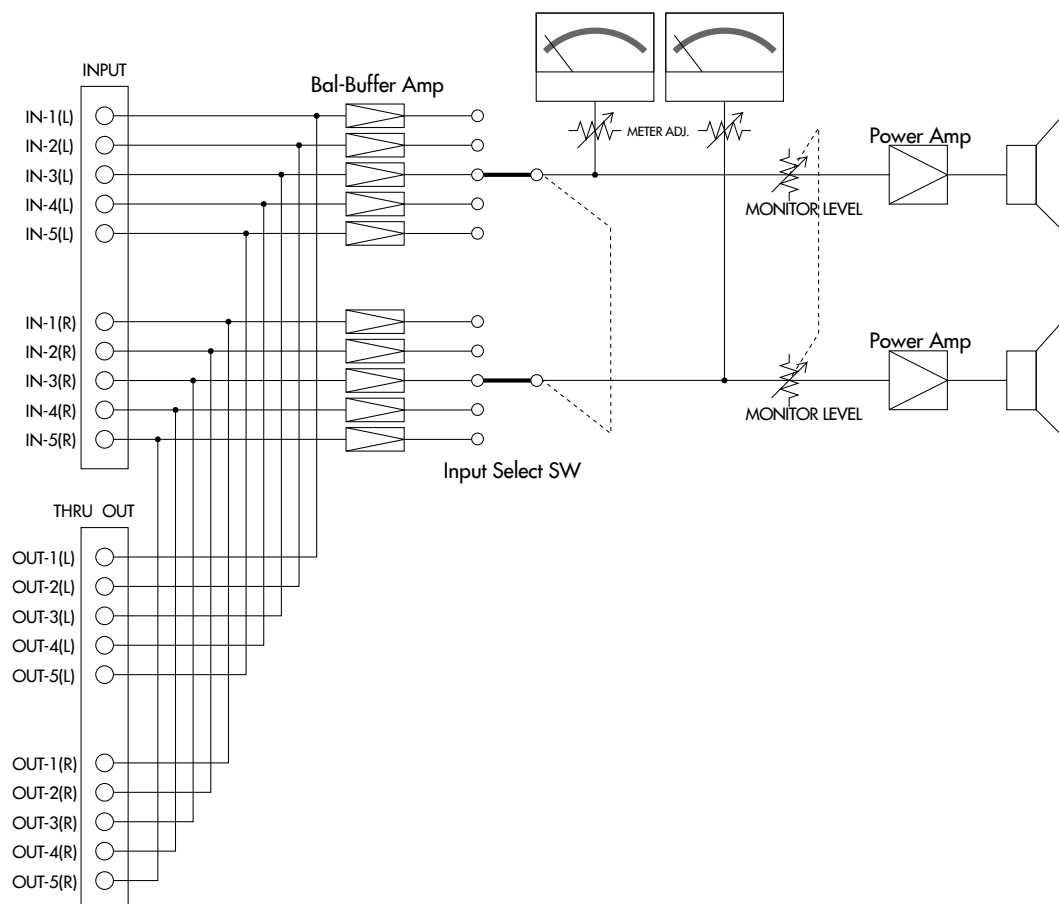 INPUT
Bal-Buffer Amp
IN-1(L)
IN-2(L)
IN-3(L)
IN-4(L)
IN-5(L)
METER ADJ.
Power Amp
MONITOR LEVEL
IN-1(R)
IN-2(R)
IN-3(R)
IN-4(R)
IN-5(R)
Power Amp
MONITOR LEVEL
Input Select SW
THRU OUT
OUT-1(L)
OUT-2(L)
OUT-3(L)
OUT-4(L)
OUT-5(L)
OUT-1(R)
OUT-2(R)
OUT-3(R)
OUT-4(R)
OUT-5(R)